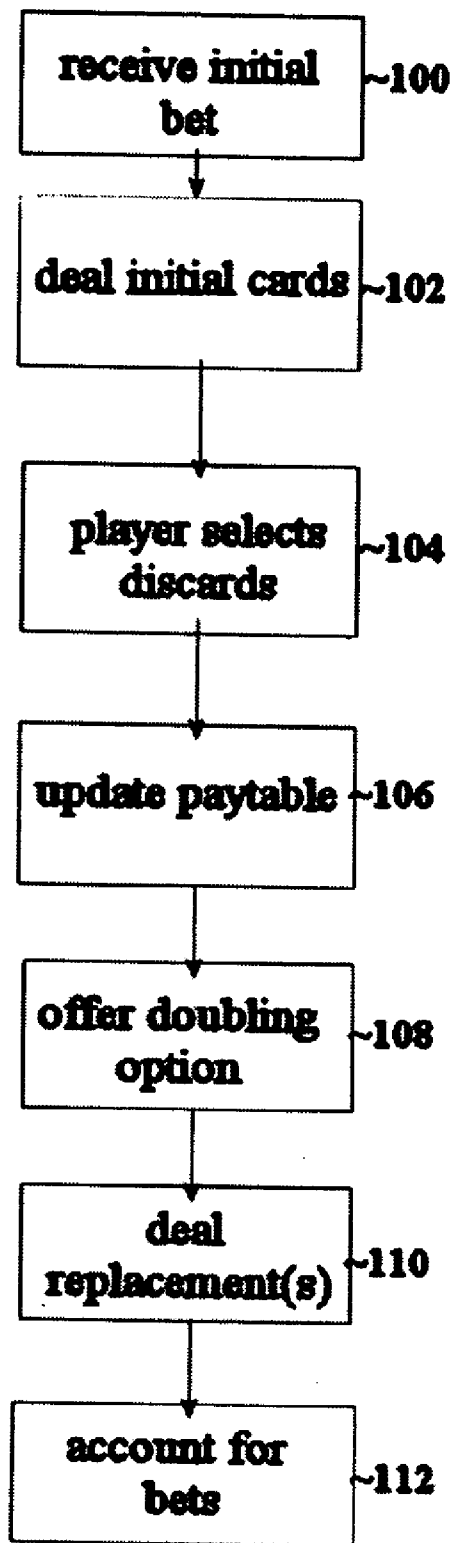 receive initial
bet
~100
deal initial cards
~102
player selects
discards
~104
update paytable
~106
offer doubling
option
~108
deal
replacement(s)
~110
account for
bets
~112